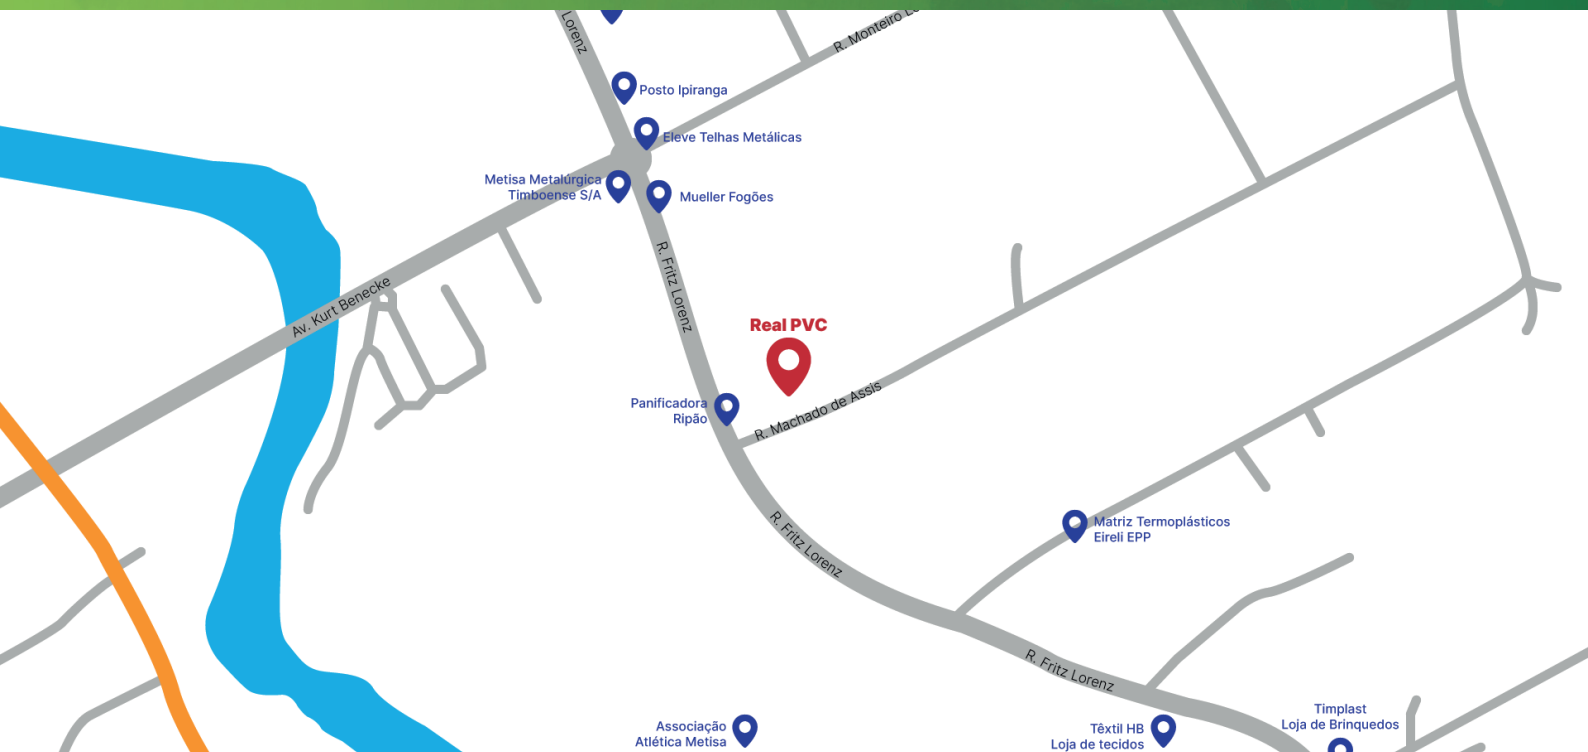 Lorenz
R. Monteiro
Posto Ipiranga
Eleve Telhas Metálicas
Metisa Metalúrgica
Timboense S/A
Mueller Fogões
R. Fritz Lorenz
Av. Kurt Benecke
Real PVC
Panificadora
Ripão
R. Machado de Assis
R. Fritz Lorenz
Matriz Termoplásticos
Eireli EPP
R. Fritz Lorenz
Timplast
Loja de Brinquedos
Associação
Atlética Metisa
Têxtil HB
Loja de tecidos